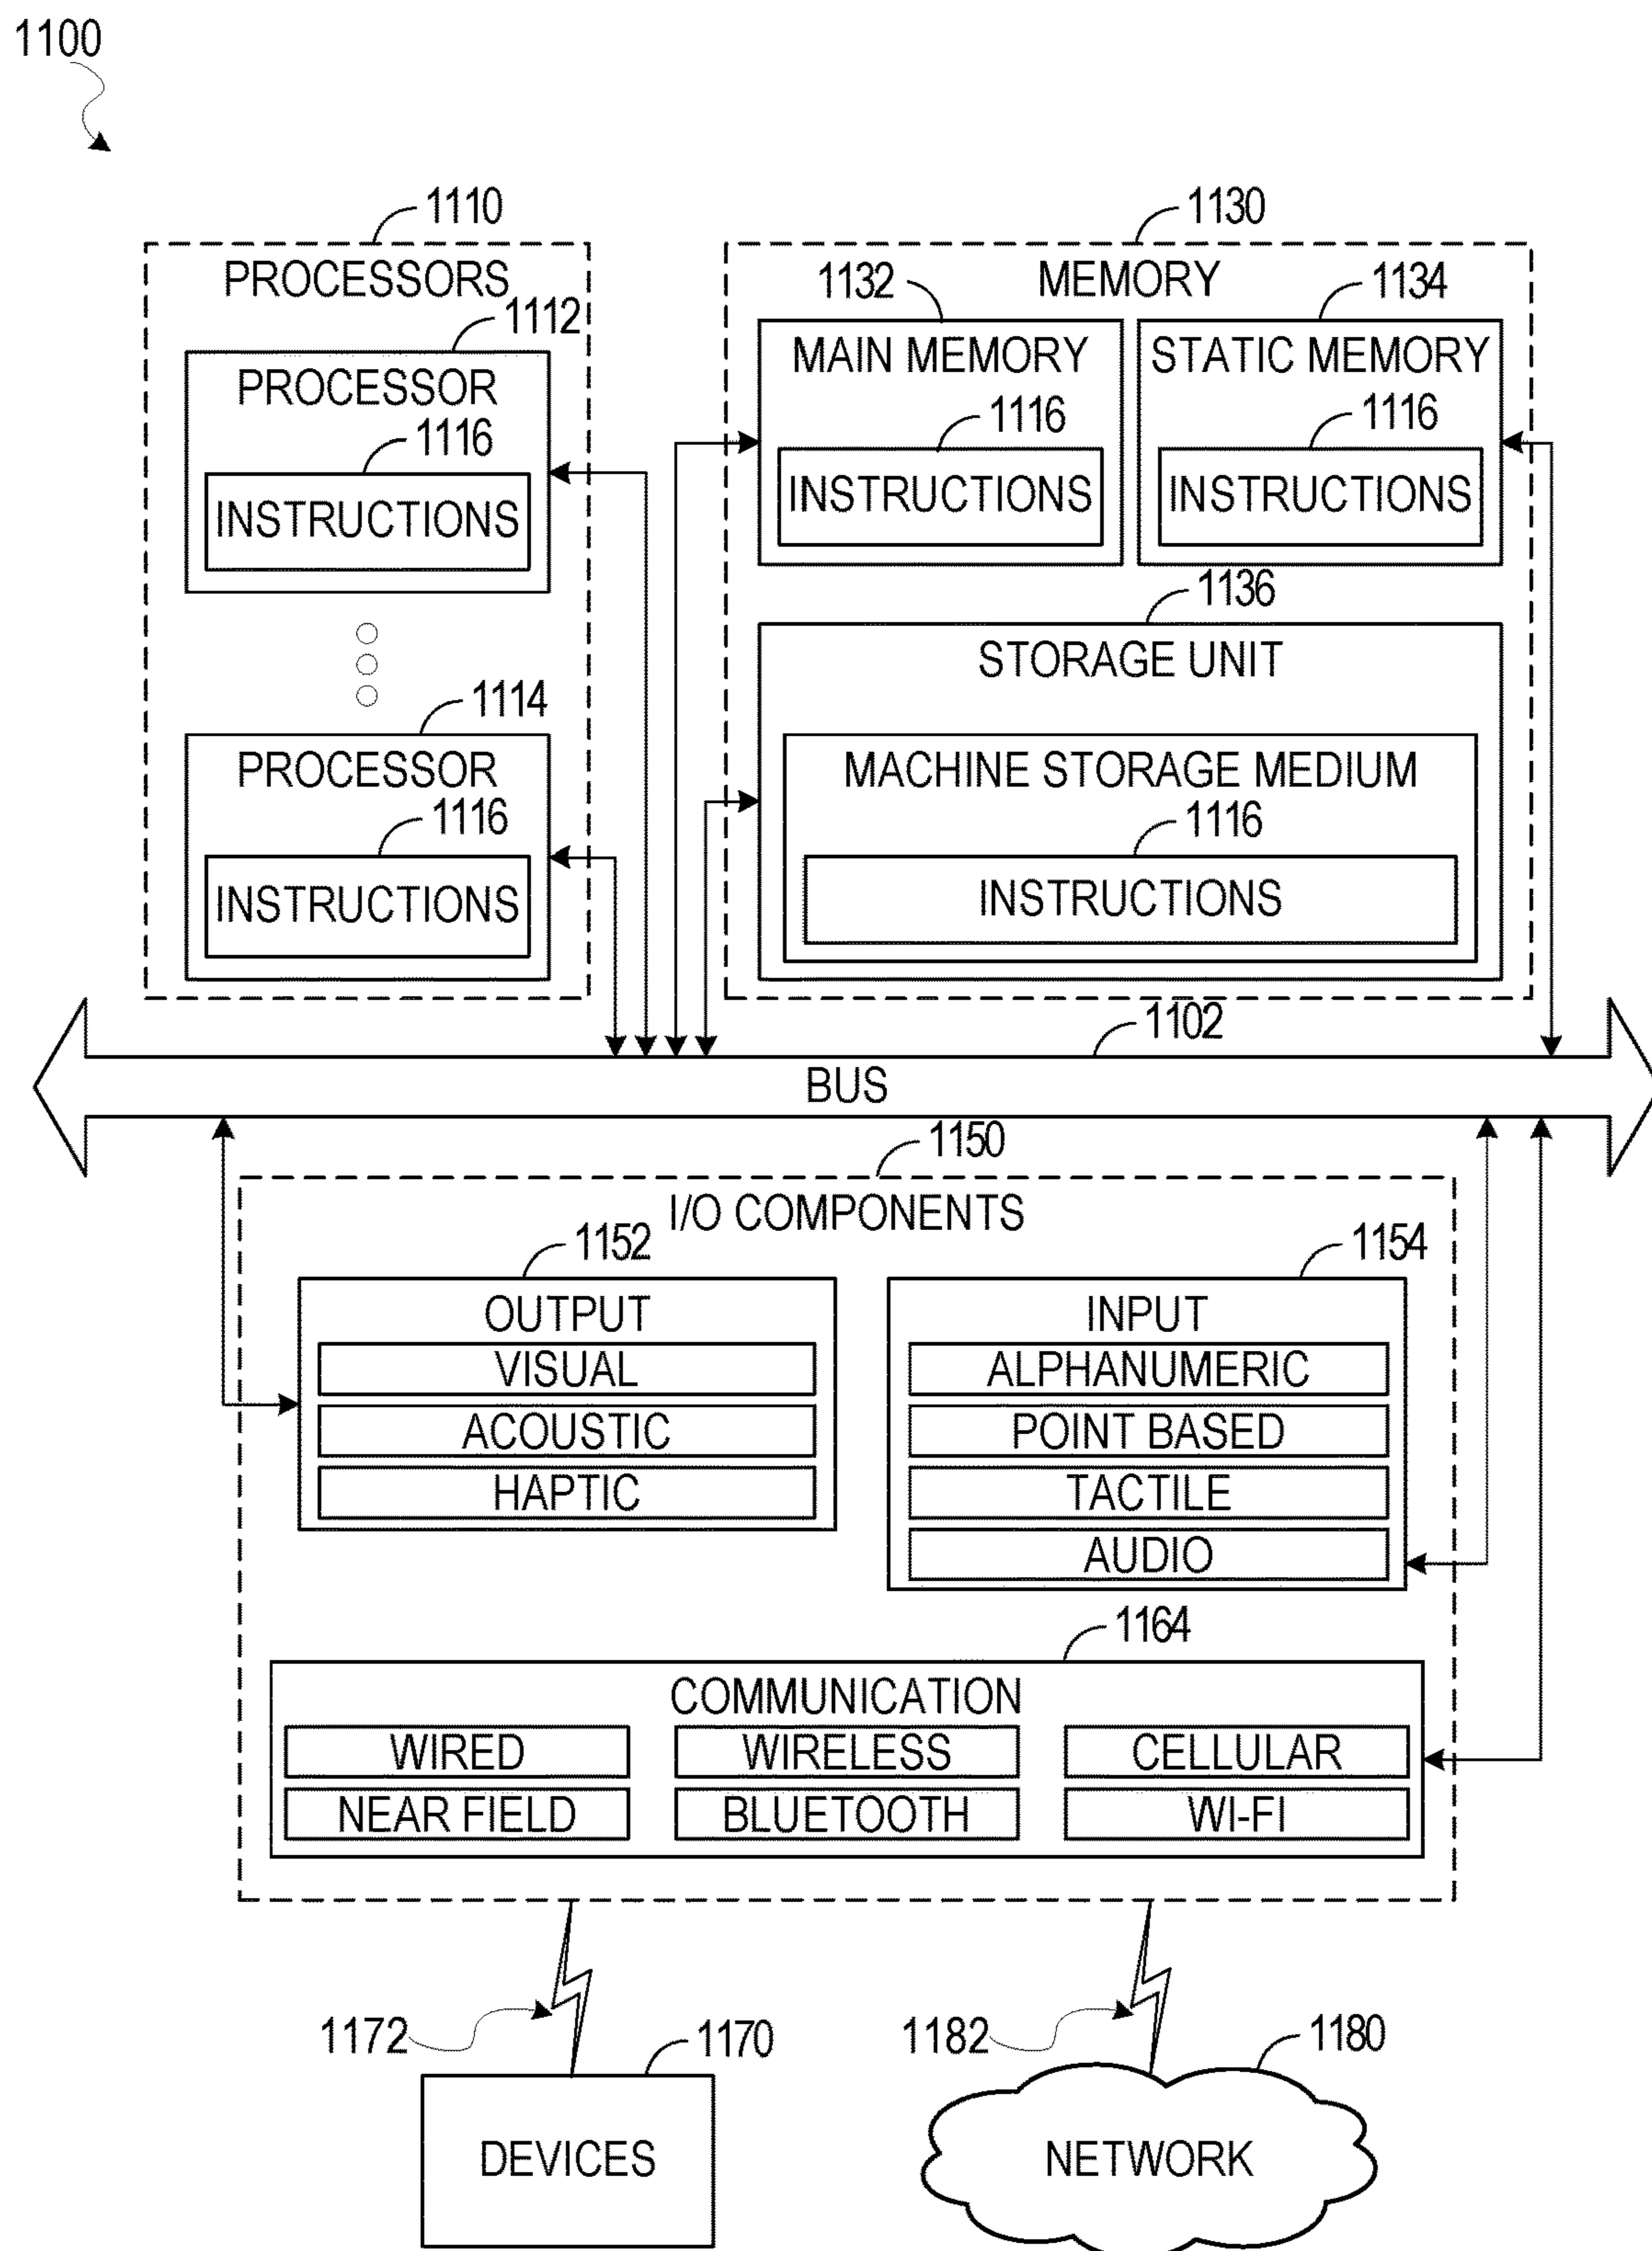 1100
1110
1130
PROCESSORS
MEMORY
1112
1132
1134
PROCESSOR
MAIN MEMORY
STATIC MEMORY
1116
1116
1116
INSTRUCTIONS
INSTRUCTIONS
INSTRUCTIONS
1136
STORAGE UNIT
1114
PROCESSOR
MACHINE STORAGE MEDIUM
1116
1116
INSTRUCTIONS
INSTRUCTIONS
1102
BUS
1150
I/O COMPONENTS
1152
1154
OUTPUT
INPUT
VISUAL
ALPHANUMERIC
ACOUSTIC
POINT BASED
HAPTIC
TACTILE
AUDIO
1164
COMMUNICATION
WIRED
WIRELESS
CELLULAR
NEAR FIELD
BLUETOOTH
WI-FI
1172
1170
1182
1180
DEVICES
NETWORK